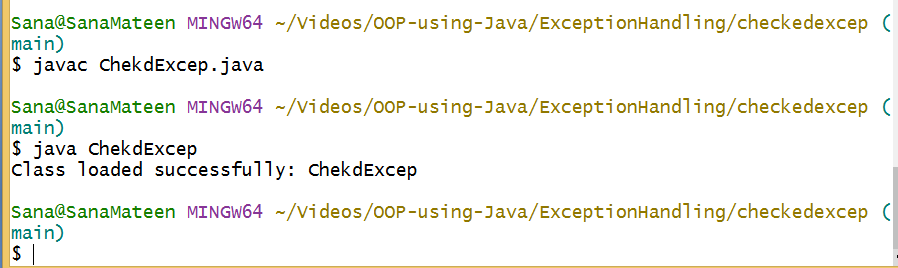 Sana@SanaMateen MINGW64 ~/Videos/OOP-using-Java/ExceptionHandling/checkedexcep (
main)
$ javac ChekdExcep.java
Sana@SanaMateen MINGW64 ~/Videos/OOP-using-Java/ExceptionHandling/checkedexcep (
main)
$ java ChekdExcep
Class loaded successfully: ChekdExcep
Sana@SanaMateen MINGW64 ~/Videos/OOP-using-Java/ExceptionHandling/checkedexcep (
main)
$